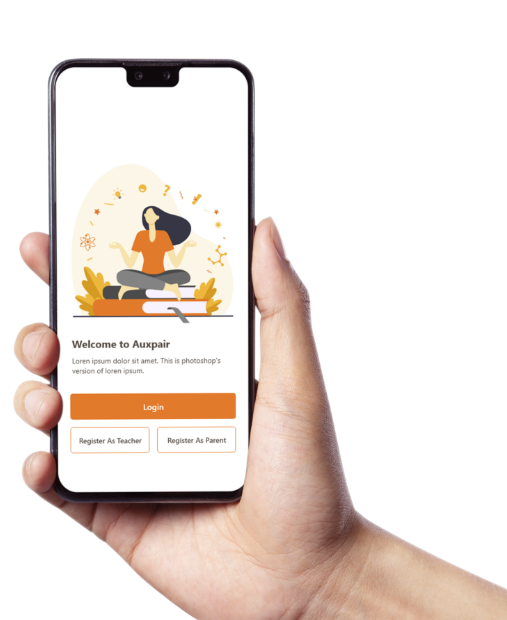 Welcome to Auxpair
Loren ipsum dolor sit amet. This is photoshop's
version of loren ipsum.
Login
Register As Teacher
Register As Parent